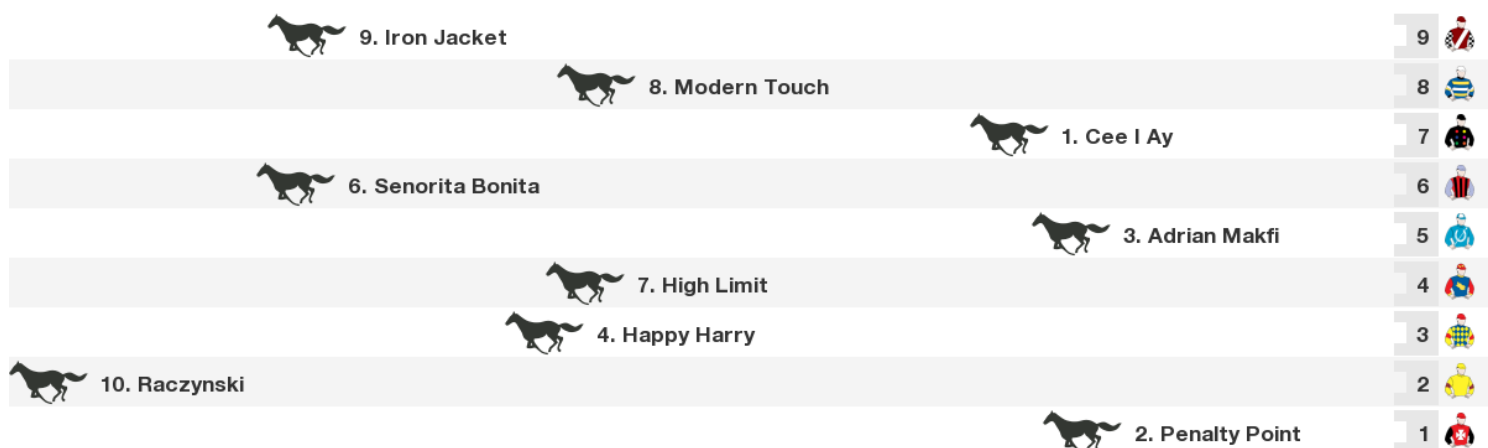 9. Iron Jacket 9
8. Modern Touch 8
1. Cee I Ay 7
6. Senorita Bonita 6
3. Adrian Makfi 5
7. High Limit 4
4. Happy Harry 3
10. Raczynski 2
2. Penalty Point 1